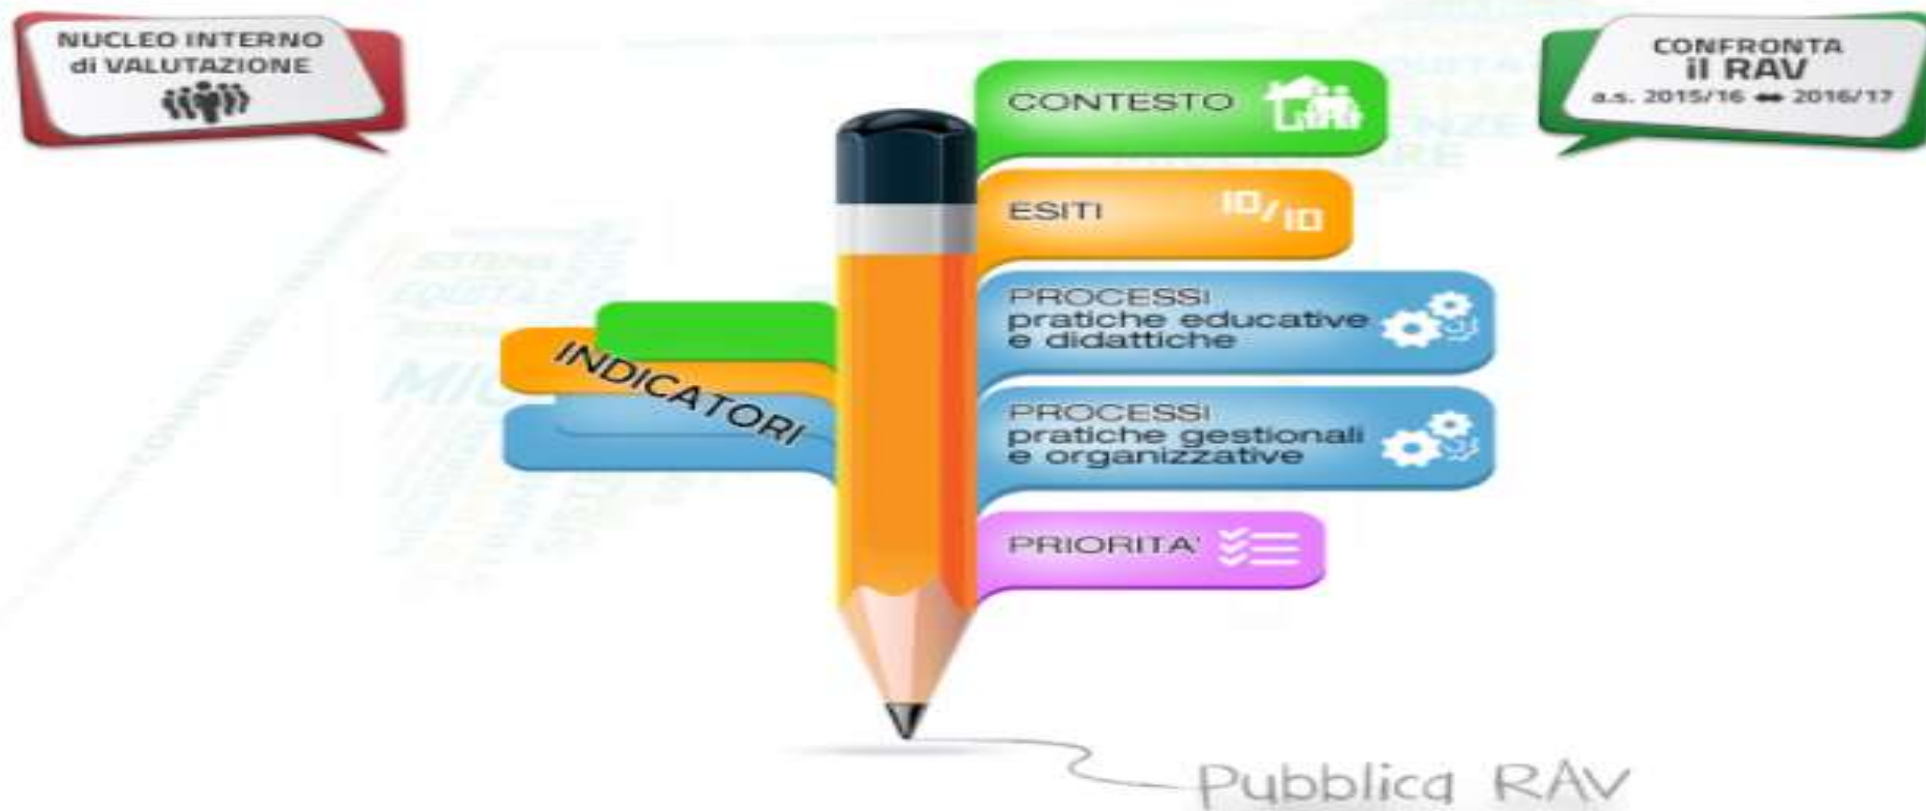 NUCLEO INTERNO
di VALUTAZIONE
CONFRONTA
il RAV
a.s. 2015/16 ⬌ 2016/17
CONTESTO
ESITI 10/10
PROCESSI
pratiche educative
e didattiche
INDICATORI
PROCESSI
pratiche gestionali
e organizzative
PRIORITA'
Pubblica RAV